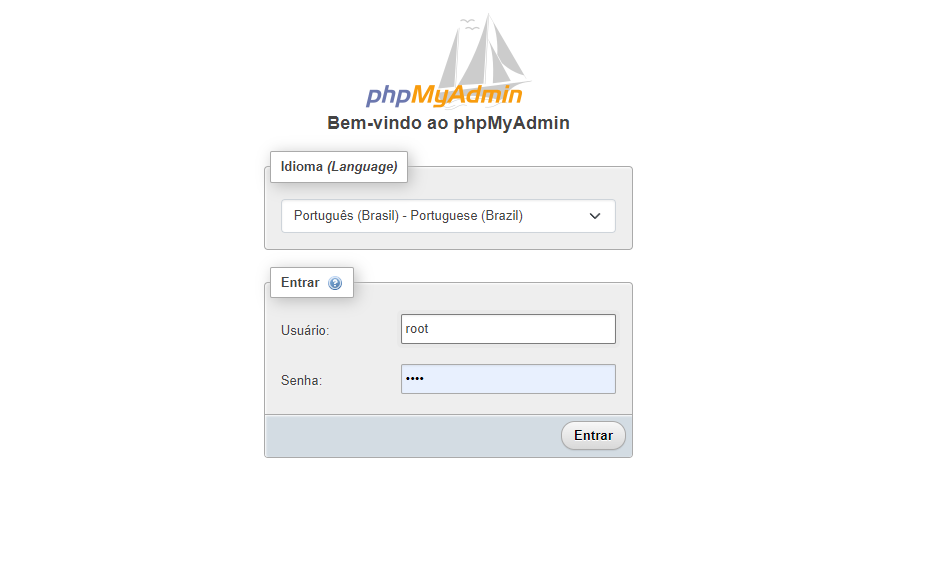 phpMyAdmin
Bem-vindo ao phpMyAdmin
Idioma (Language)
Português (Brasil) - Portuguese (Brazil)
Entrar
Usuário:
root
Senha:
••••
Entrar